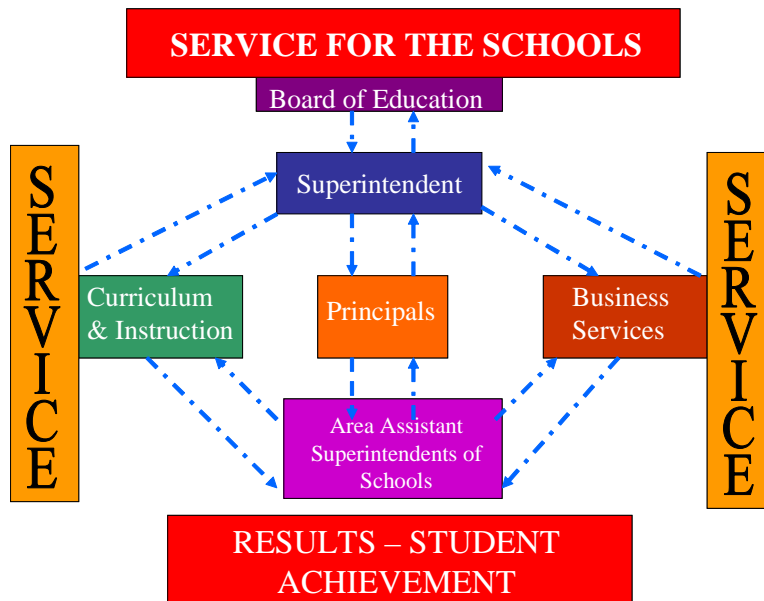 SERVICE FOR THE SCHOOLS
Board of Education
Superintendent
SERVICE
Curriculum
& Instruction
Principals
Business
Services
SERVICE
Area Assistant
Superintendents of
Schools
RESULTS – STUDENT
ACHIEVEMENT